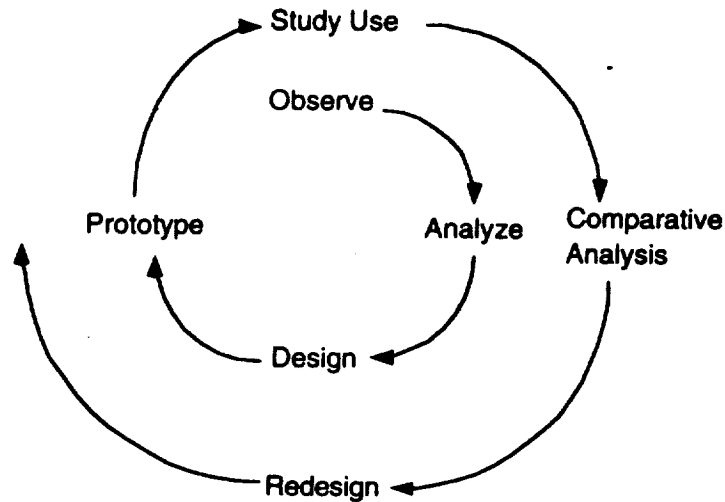 Study Use
Observe
Prototype
Analyze
Comparative
Analysis
Design
Redesign